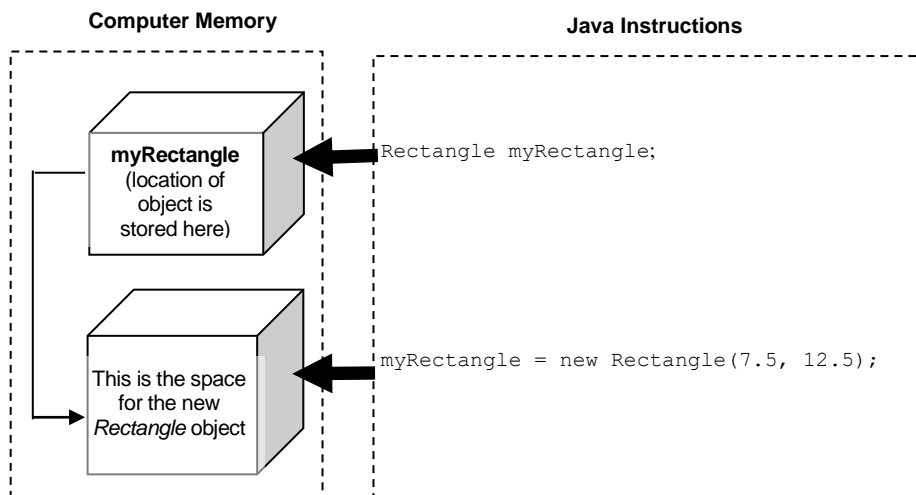 Computer Memory
Java Instructions
myRectangle
(location of
object is
stored here)
Rectangle myRectangle;
This is the space
for the new
Rectangle object
myRectangle = new Rectangle(7.5, 12.5);